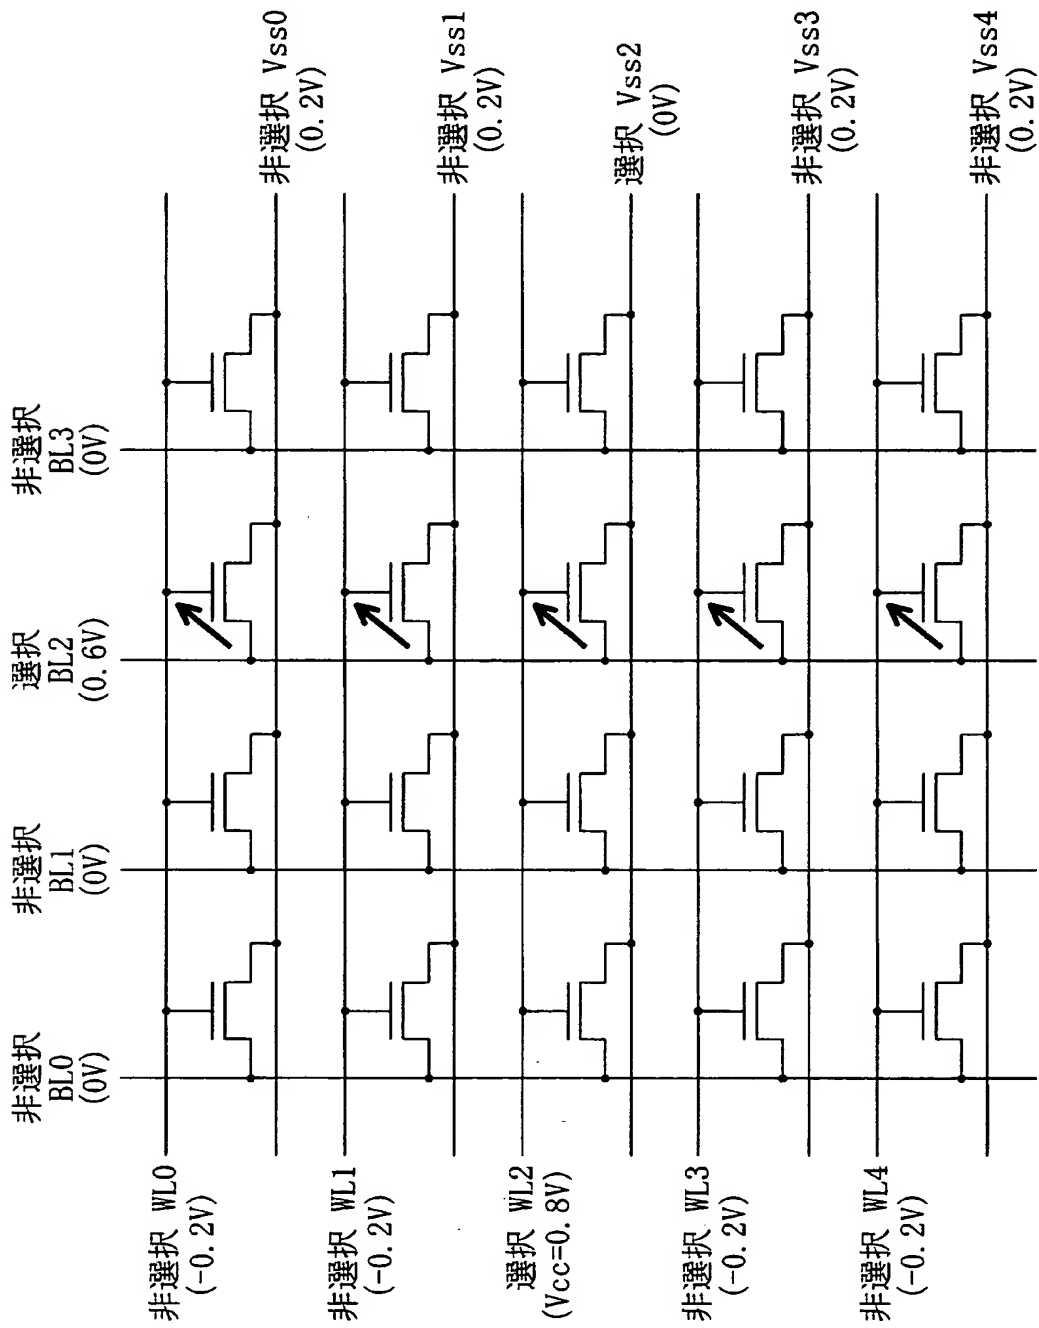 非選択 WL0
(-0.2V)
非選択 WL1
(-0.2V)
選択 WL2
(Vcc=0.8V)
非選択 WL3
(-0.2V)
非選択 WL4
(-0.2V)
非選択
BL0
(0V)
非選択
BL1
(0V)
選択
BL2
(0.6V)
非選択
BL3
(0V)
非選択 Vss0
(0.2V)
非選択 Vss1
(0.2V)
選択 Vss2
(0V)
非選択 Vss3
(0.2V)
非選択 Vss4
(0.2V)